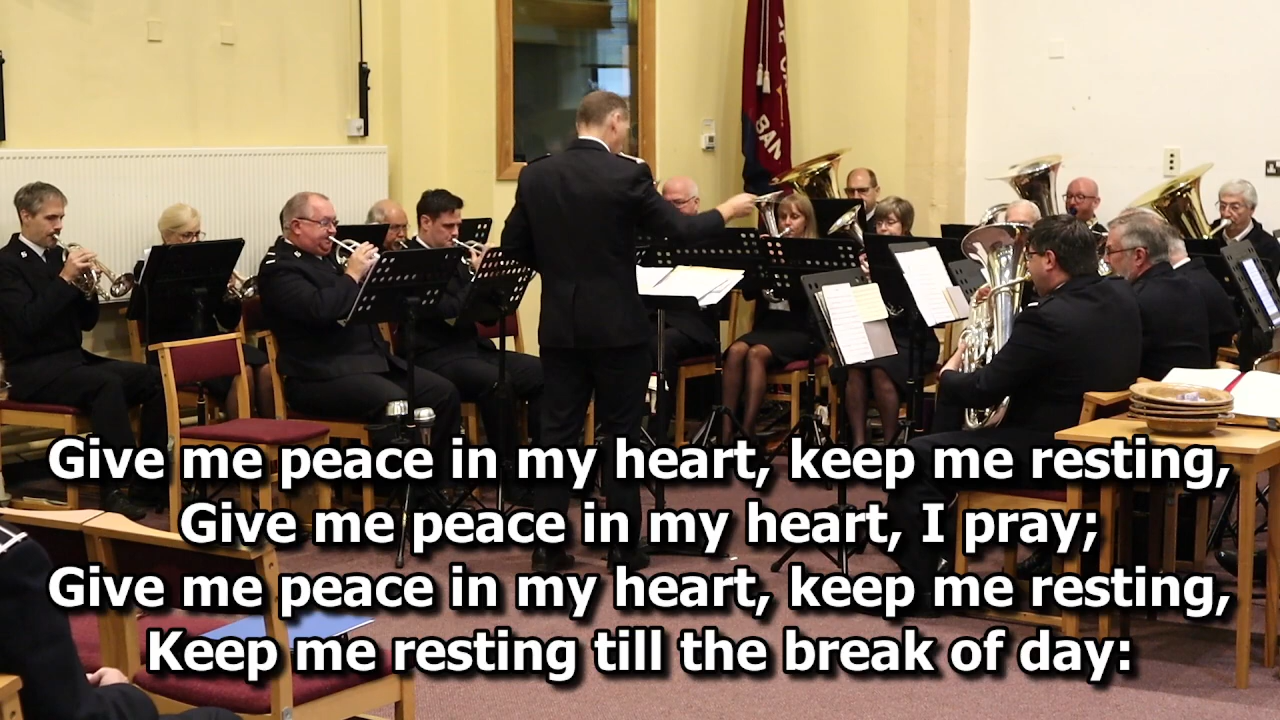 BAN
Give me peace in my heart, keep me resting,
Give me peace in my heart, I pray;
Give me peace in my heart, keep me resting,
Keep me resting till the break of day: